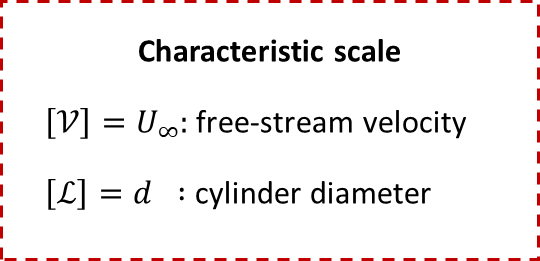 Characteristic scale
[𝒱] = U∞: free-stream velocity
[ℒ] = d : cylinder diameter